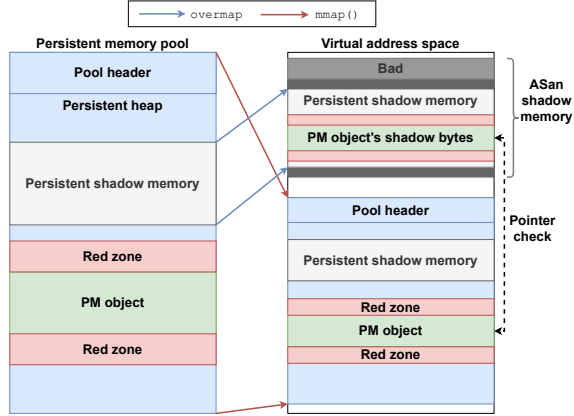 overmap
mmap()
Persistent memory pool
Pool header
Persistent heap
Persistent shadow memory
Red zone
PM object
Red zone
Virtual address space
Bad
Persistent shadow memory
PM object's shadow bytes
Pool header
Persistent shadow memory
Red zone
PM object
Red zone
ASan
shadow
memory
Pointer
check